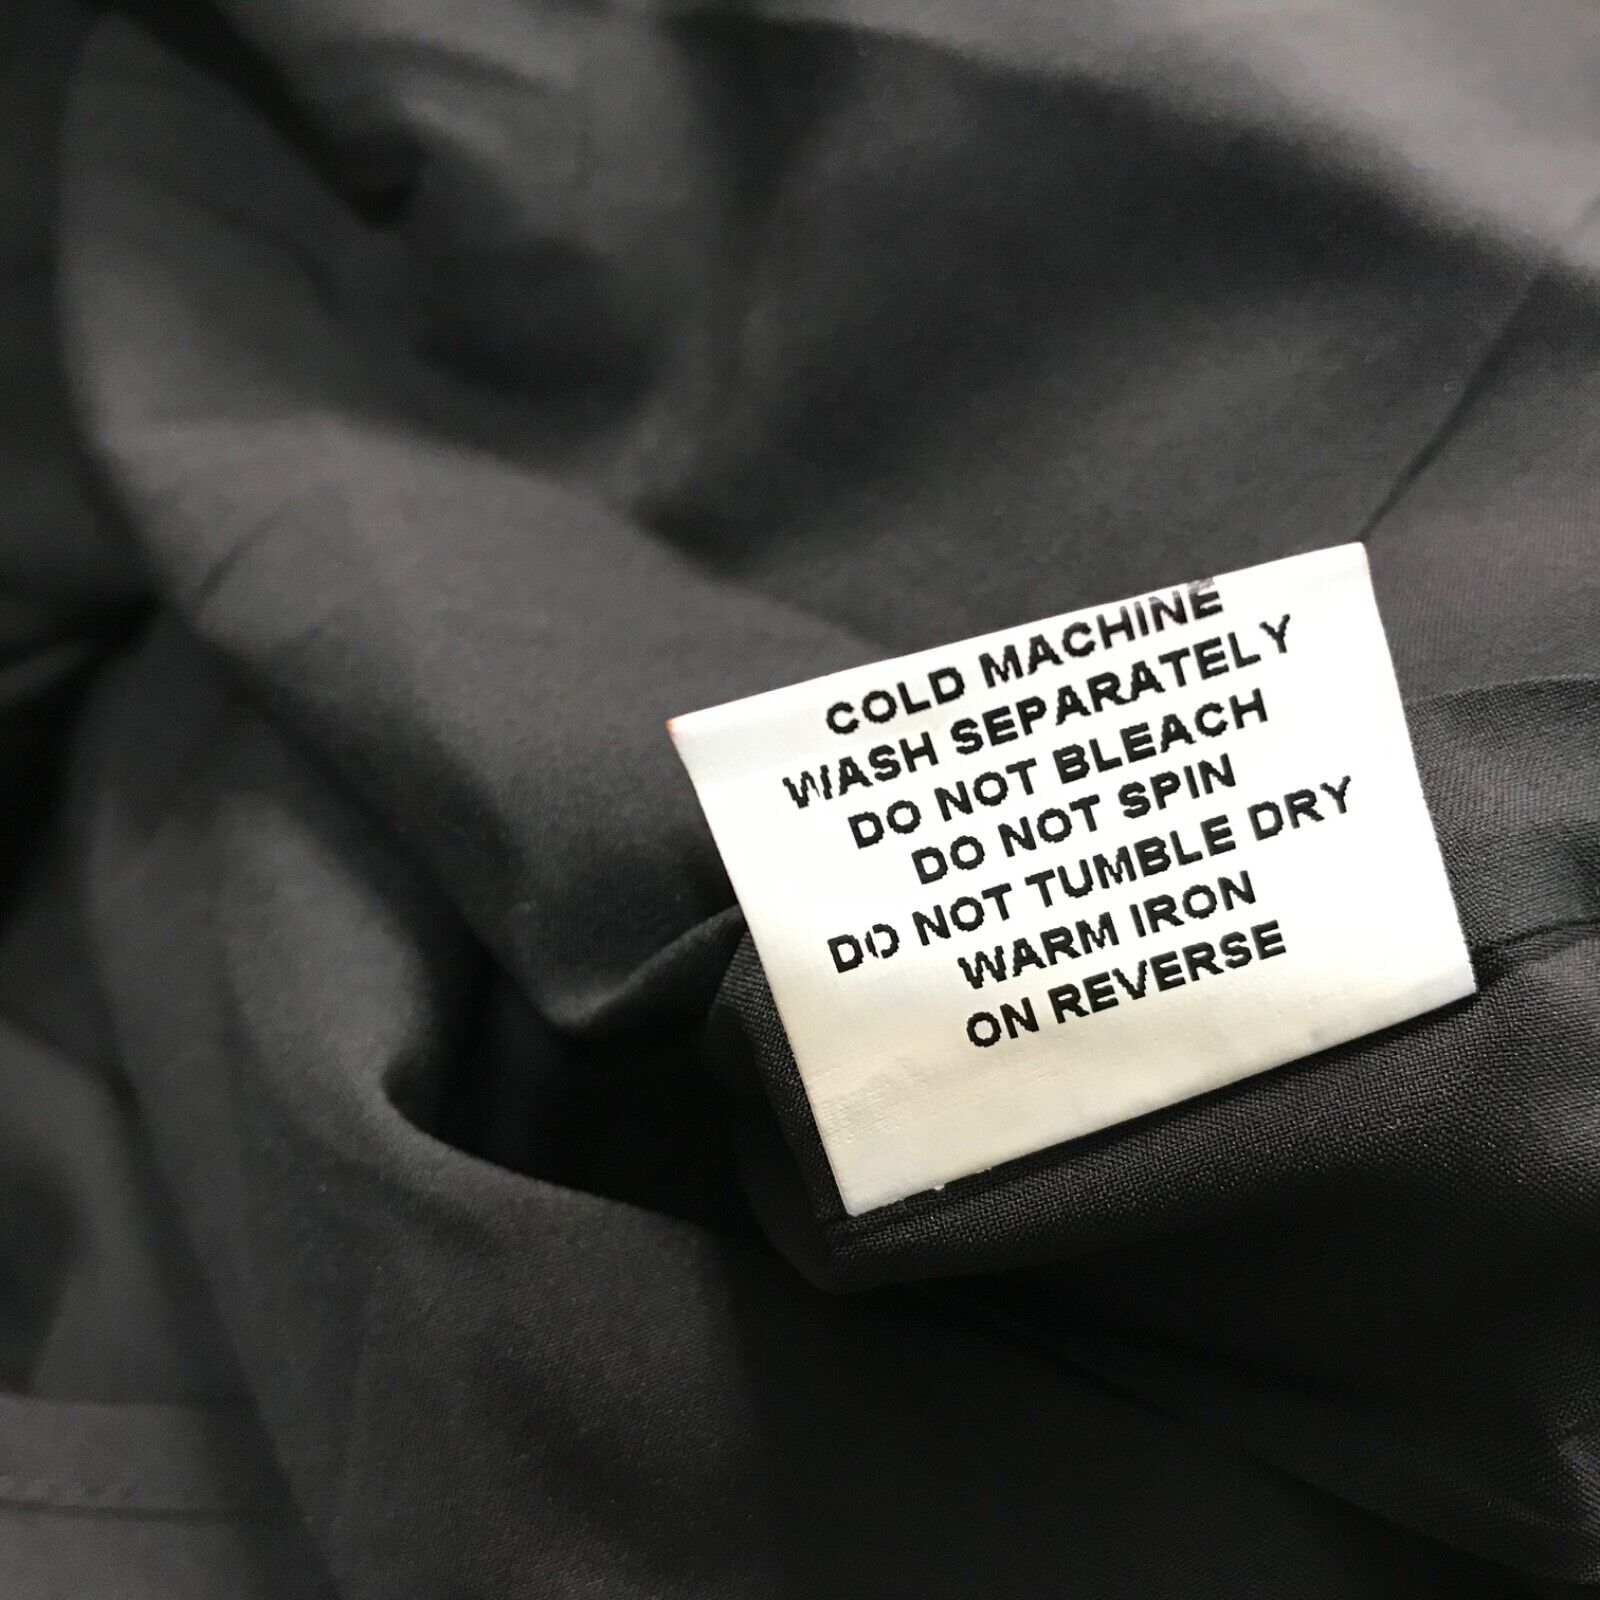 COLD MACHINE
WASH SEPARATELY
DO NOT BLEACH
DO NOT SPIN
DO NOT TUMBLE DRY
WARM IRON
ON REVERSE